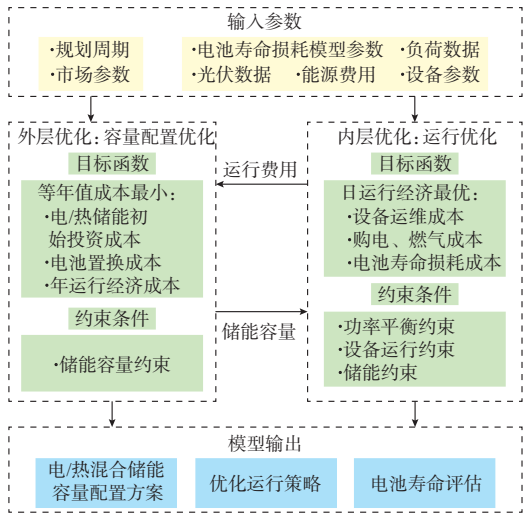 输入参数
·规划周期
·市场参数
·电池寿命损耗模型参数 ·负荷数据
·光伏数据 ·能源费用 ·设备参数
外层优化：容量配置优化
目标函数
等年值成本最小：
·电/热储能初
始投资成本
·电池置换成本
·年运行经济成本
约束条件
·储能容量约束
运行费用
储能容量
内层优化：运行优化
目标函数
日运行经济最优：
·设备运维成本
·购电、燃气成本
·电池寿命损耗成本
约束条件
·功率平衡约束
·设备运行约束
·储能约束
模型输出
电/热混合储能
容量配置方案
优化运行策略
电池寿命评估